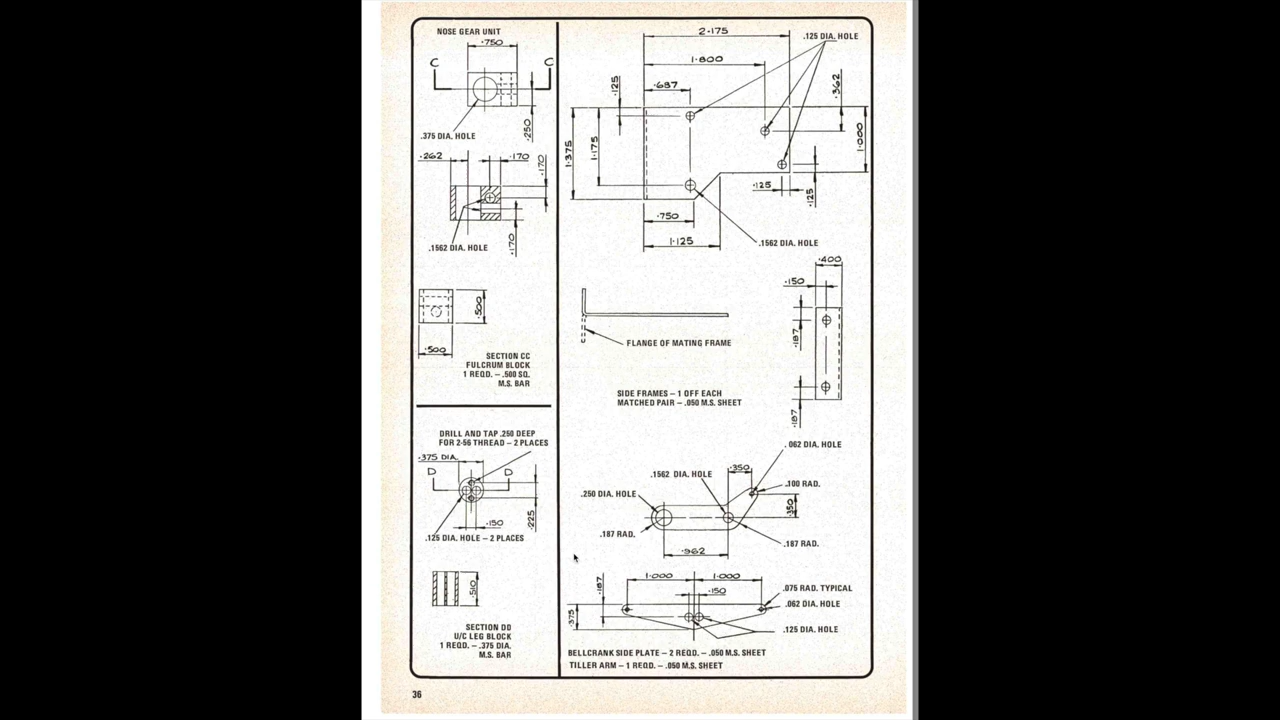 NOSE GEAR UNIT
.750
C
C
.375 DIA. HOLE
.250
.262
.170
.170
.1562 DIA. HOLE
.170
.500
.500
SECTION CC
FULCRUM BLOCK
1 REQD. – .500 SQ.
M.S. BAR
DRILL AND TAP .250 DEEP
FOR 2-56 THREAD – 2 PLACES
.375 DIA.
D
D
.150
.225
.125 DIA. HOLE – 2 PLACES
.510
SECTION DD
U/C LEG BLOCK
1 REQD. – .375 DIA.
M.S. BAR
2.175
.125 DIA. HOLE
1.800
.125
.687
.362
1.375
1.175
1.000
.125
.125
.750
1.125
.1562 DIA. HOLE
.400
.150
.187
.187
FLANGE OF MATING FRAME
SIDE FRAMES – 1 OFF EACH
MATCHED PAIR – .050 M.S. SHEET
.062 DIA. HOLE
.1562 DIA. HOLE
.350
.100 RAD.
.250 DIA. HOLE
.350
.187 RAD.
.187 RAD.
.962
.187
1.000
1.000
.150
.075 RAD. TYPICAL
.062 DIA. HOLE
.375
.125 DIA. HOLE
BELLCRANK SIDE PLATE – 2 REQD. – .050 M.S. SHEET
TILLER ARM – 1 REQD. – .050 M.S. SHEET
36